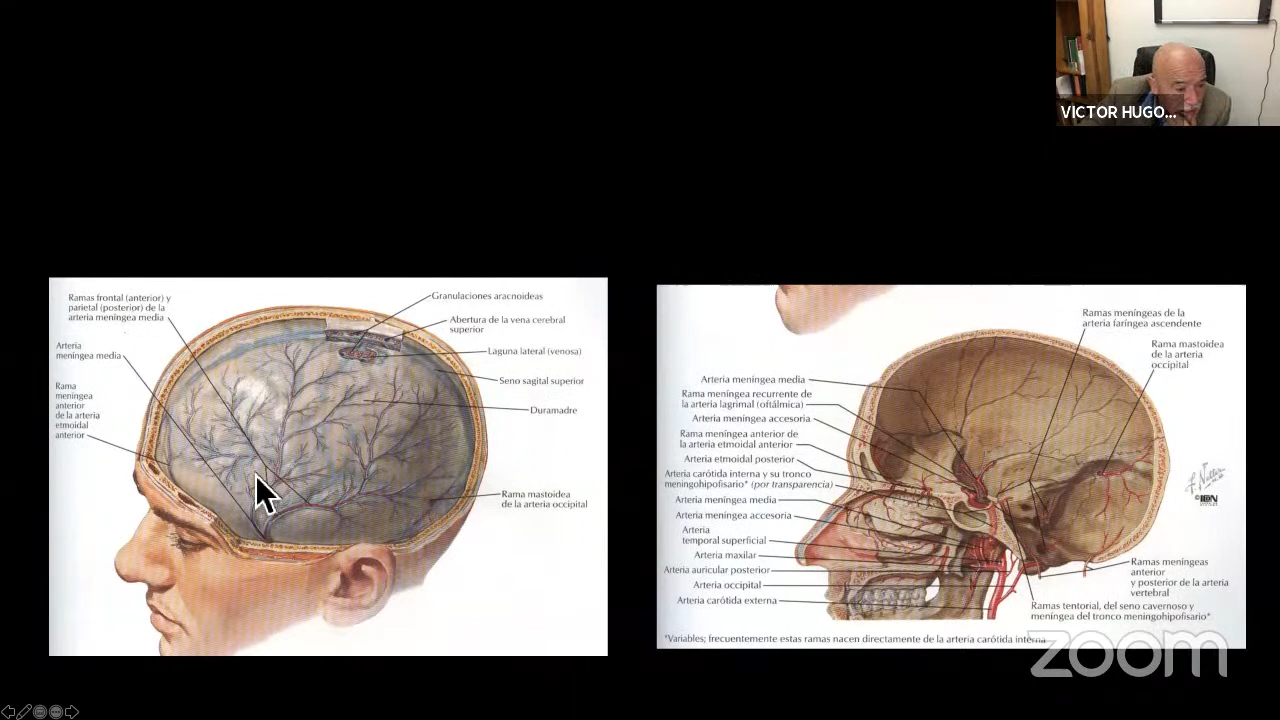 VICTOR HUGO...
Ramas frontal (anterior) y
parietal (posterior) de la
arteria meníngea media
Arteria
meníngea media
Rama
meníngea
anterior
de la arteria
etmoidal
anterior
Granulaciones aracnoideas
Abertura de la vena cerebral
superior
Laguna lateral (venosa)
Seno sagital superior
Duramadre
Rama mastoidea
de la arteria occipital
Ramas meníngeas de la
arteria faríngea ascendente
Rama mastoidea
de la arteria
occipital
Arteria meníngea media
Rama meníngea recurrente de
la arteria lagrimal (oftálmica)
Arteria meníngea accesoria
Rama meníngea anterior de
la arteria etmoidal anterior
Arteria etmoidal posterior
Arteria carótida interna y su tronco
meningohipofisario* (por transparencia)
Arteria meníngea media
Arteria meníngea accesoria
Arteria
temporal superficial
Arteria maxilar
Arteria auricular posterior
Arteria occipital
Arteria carótida externa
Ramas meníngeas
anterior
y posterior de la arteria
vertebral
Ramas tentorial, del seno cavernoso y
meníngea del tronco meningohipofisario*
*Variables; frecuentemente estas ramas nacen directamente de la arteria carótida interna
zoom